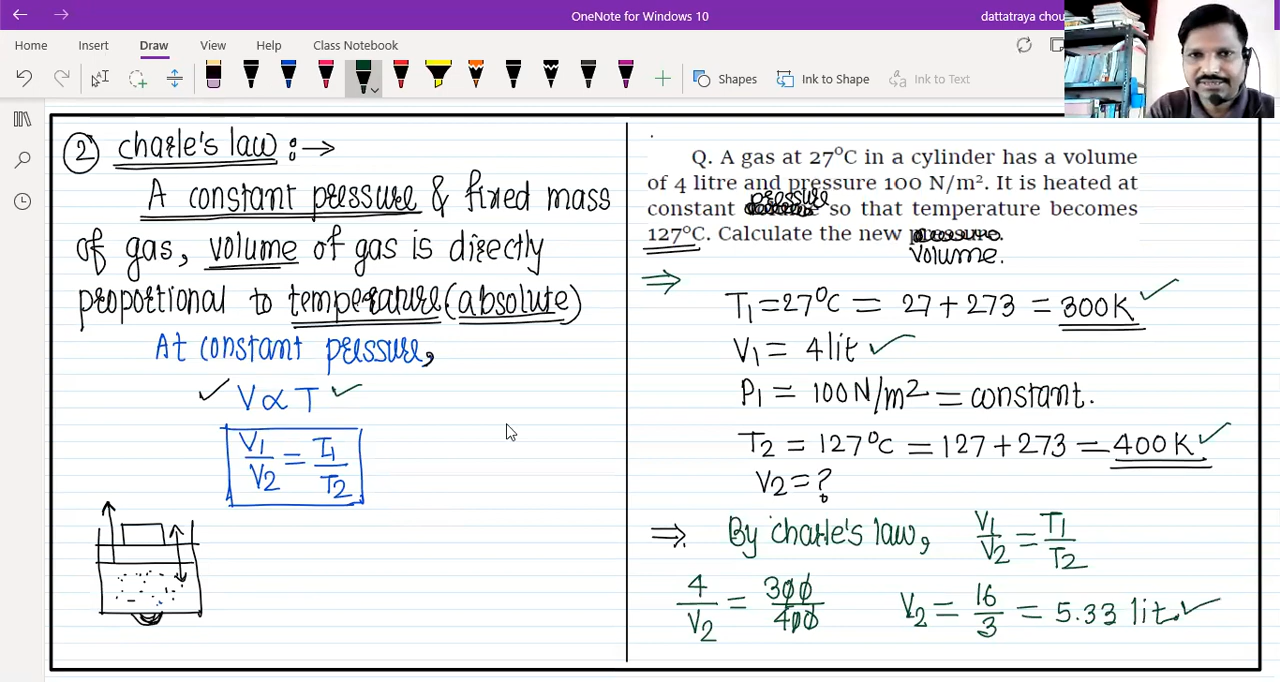 OneNote for Windows 10
dattatraya chou
Home Insert Draw View Help Class Notebook
Shapes Ink to Shape Ink to Text
2 charle's law :→
A constant pressure & fixed mass
of gas, volume of gas is directly
proportional to temperature (absolute)
At constant pressure,
✓ V ∝ T ✓
V1/V2 = T1/T2
Q. A gas at 27⁰C in a cylinder has a volume
of 4 litre and pressure 100 N/m². It is heated at
constant pressure so that temperature becomes
127⁰C. Calculate the new
volume.
⇒
T1 = 27⁰C = 27 + 273 = 300K ✓
V1 = 4 lit ✓
P1 = 100 N/m² = constant.
T2 = 127⁰C = 127 + 273 = 400K ✓
V2 = ?
⇒ By charle's law, V1/V2 = T1/T2
4/V2 = 300/400 V2 = 16/3 = 5.33 lit. ✓